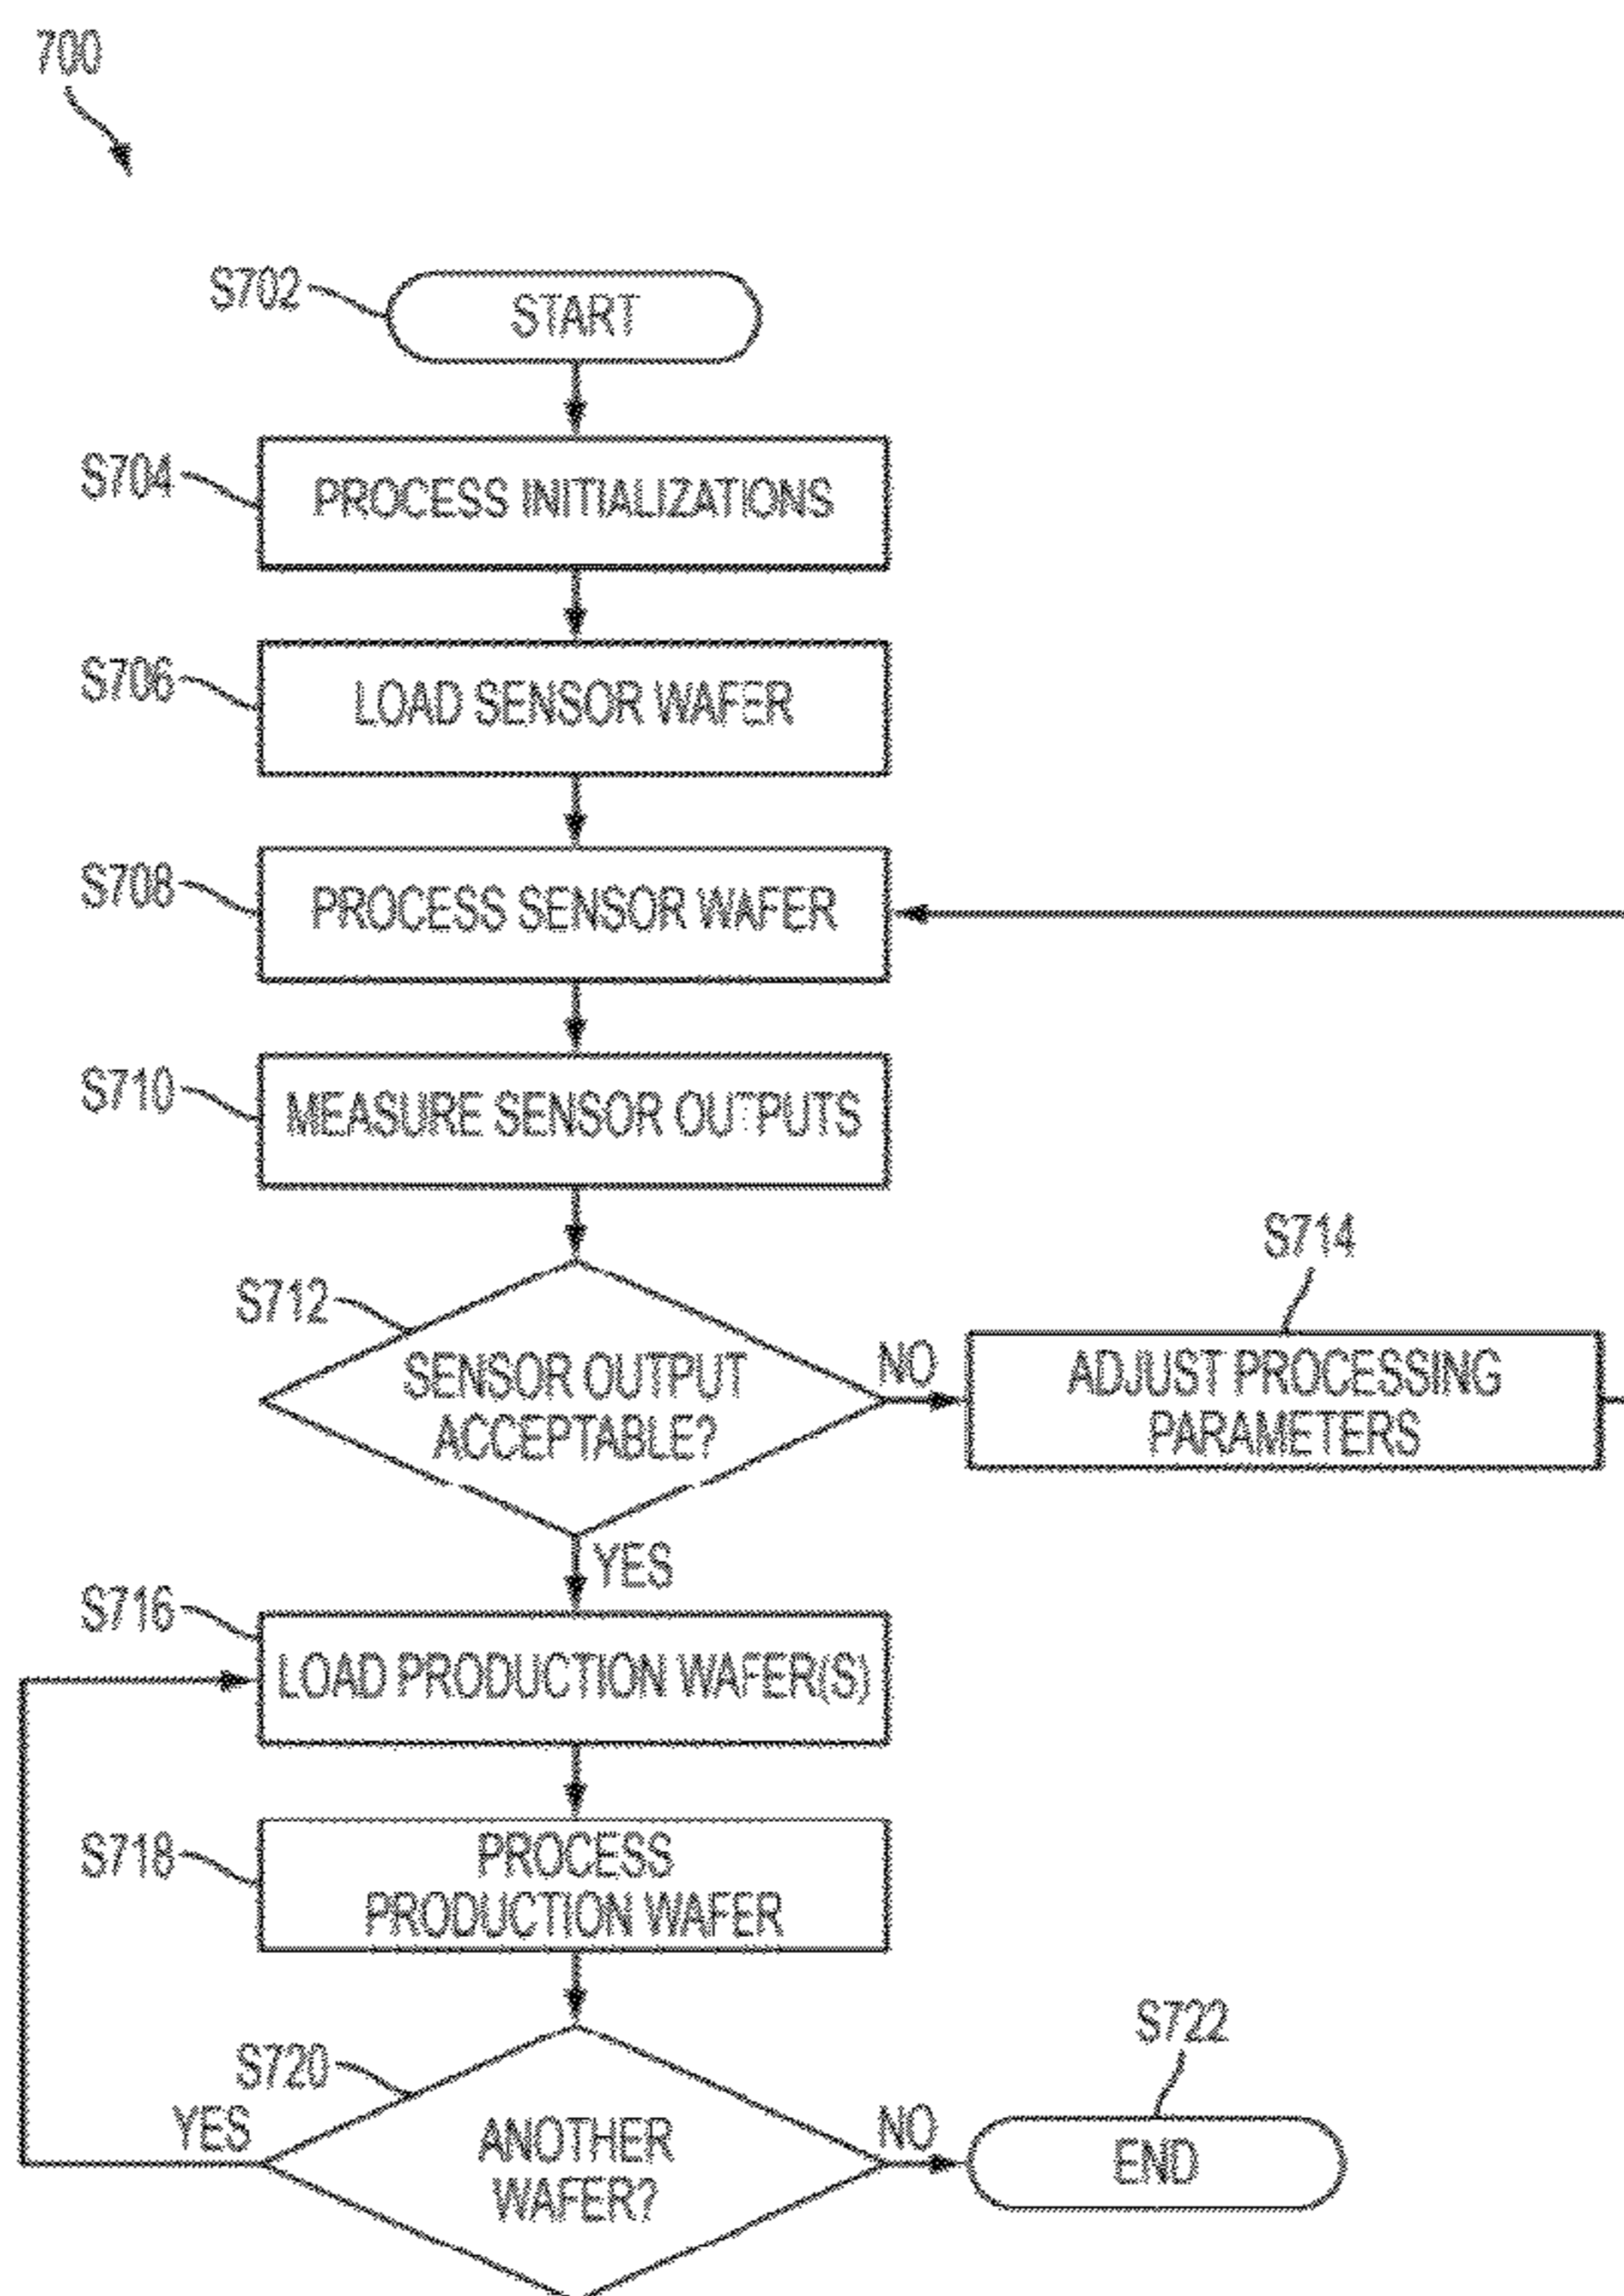 700
S702
START
S704
PROCESS INITIALIZATIONS
S706
LOAD SENSOR WAFER
S708
PROCESS SENSOR WAFER
S710
MEASURE SENSOR OUTPUTS
S712
SENSOR OUTPUT
ACCEPTABLE?
NO
S714
ADJUST PROCESSING
PARAMETERS
YES
S716
LOAD PRODUCTION WAFER(S)
S718
PROCESS
PRODUCTION WAFER
S720
YES
ANOTHER
WAFER?
NO
S722
END